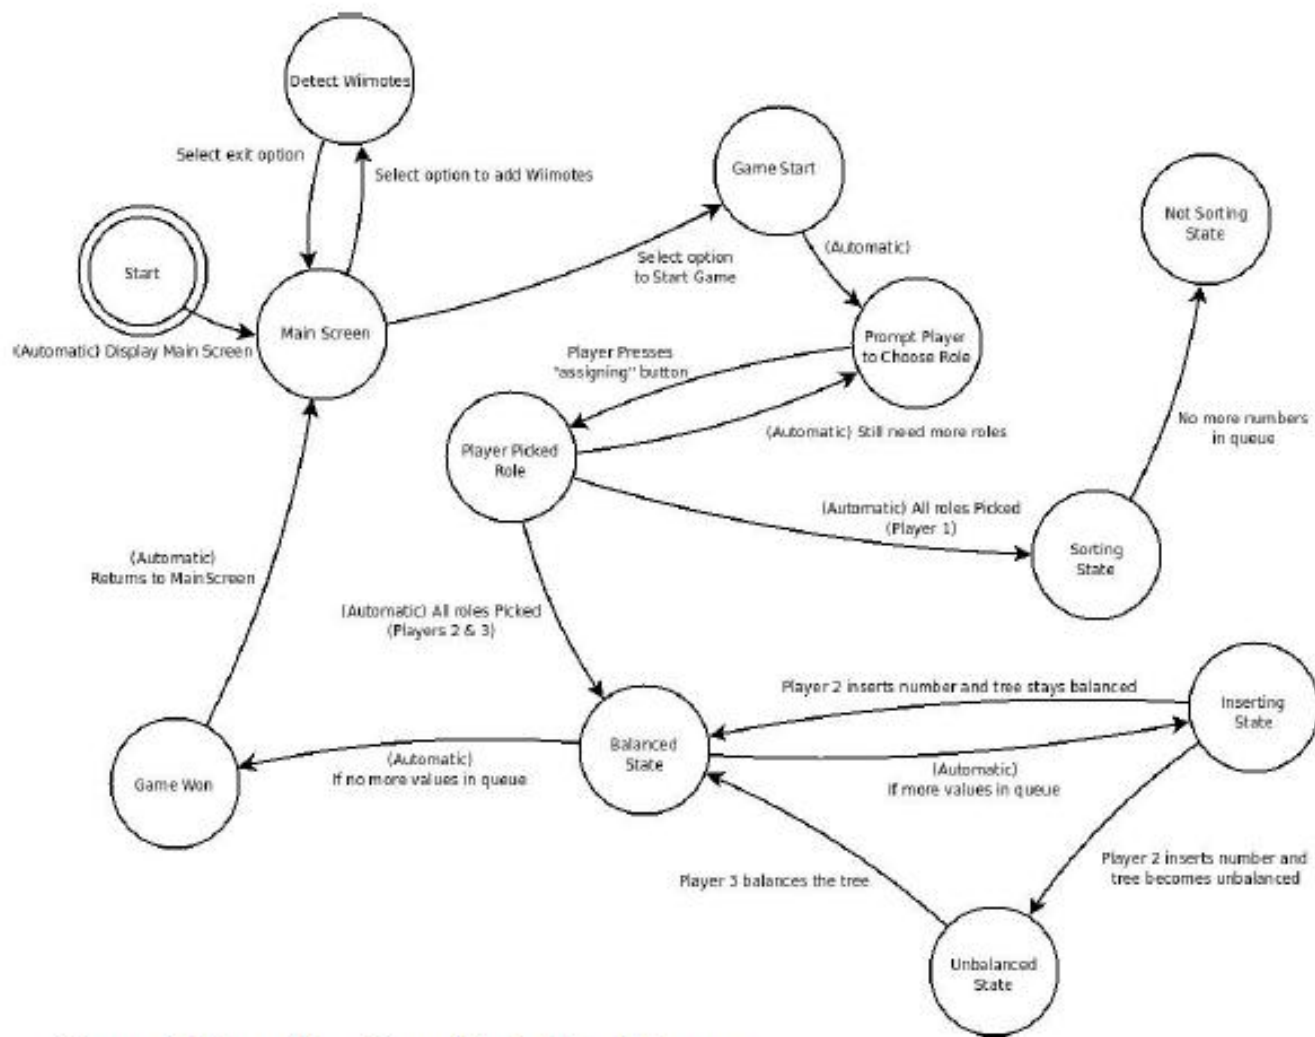 Detect Wiimotes
Select exit option
Select option to add Wiimotes
Game Start
Not Sorting
State
Start
(Automatic)
Select option
to Start Game
(Automatic) Display Main Screen
Main Screen
Prompt Player
to Choose Role
Player Presses
"assigning" button
(Automatic) Still need more roles
No more numbers
in queue
Player Picked
Role
(Automatic) All roles Picked
(Player 1)
Sorting
State
(Automatic)
Returns to MainScreen
(Automatic) All roles Picked
(Players 2 & 3)
Player 2 inserts number and tree stays balanced
Inserting
State
Balanced
State
(Automatic)
If no more values in queue
(Automatic)
If more values in queue
Game Won
Player 2 inserts number and
tree becomes unbalanced
Player 3 balances the tree
Unbalanced
State